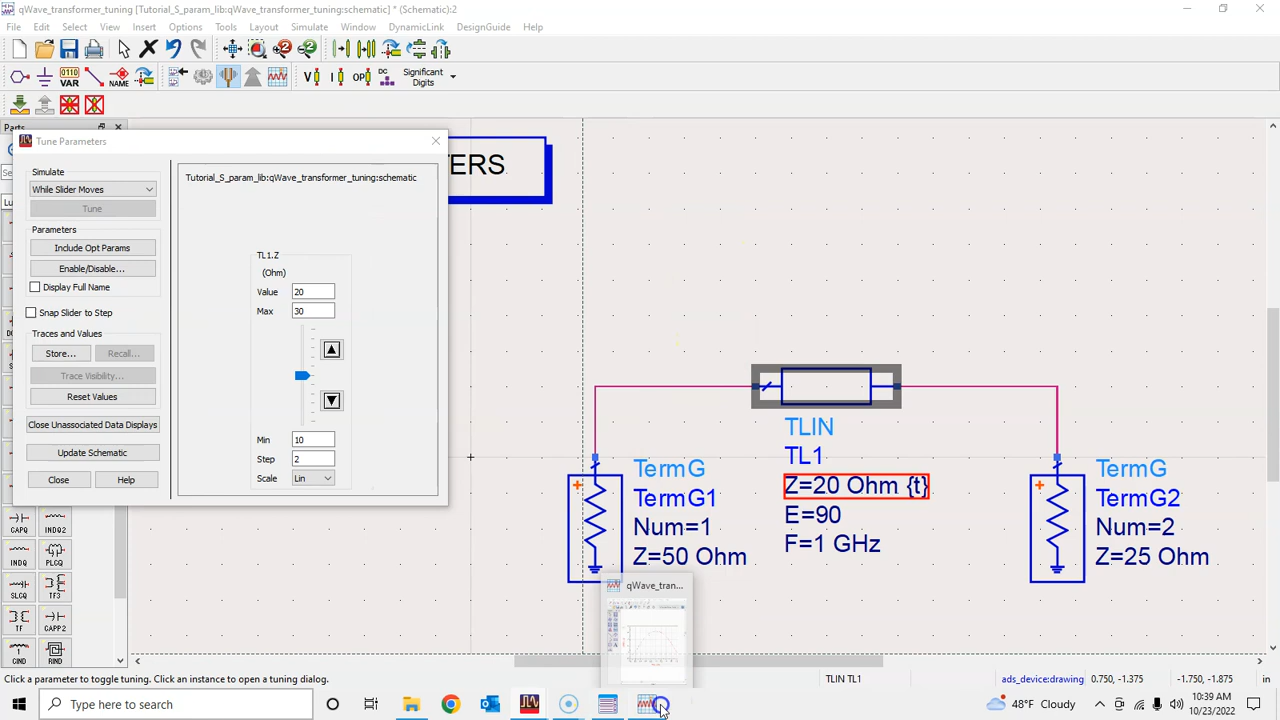 qWave_transformer_tuning [Tutorial_S_param_lib:qWave_transformer_tuning:schematic] * (Schematic):2
File Edit Select View Insert Options Tools Layout Simulate Window DynamicLink DesignGuide
VAR
NAME
V I OP DC Significant Digits
Parts
Tune Parameters
Simulate
While Slider Moves
Tune
Parameters
Include Opt Params
Enable/Disable...
Display Full Name
Snap Slider to Step
Traces and Values
Store... Recall...
Trace Visibility...
Reset Values
Close Unassociated Data Displays
Update Schematic
Close Help
Tutorial_S_param_lib:qWave_transformer_tuning:schematic
TL1.Z
(Ohm)
Value 20
Max 30
Min 10
Step 2
Scale Lin
TERS
TLIN
TL1
Z=20 Ohm {t}
E=90
F=1 GHz
TermG
TermG1
Num=1
Z=50 Ohm
TermG
TermG2
Num=2
Z=25 Ohm
CAPQ INDQ2
INDQ PLCQ
SLCQ TF3
TF CAPP2
CIND RIND
qWave_tran...
Click a parameter to toggle tuning. Click an instance to open a tuning dialog.
TLIN TL1
ads_device:drawing 0.750, -1.375 -1.750, -1.875 in
Type here to search
48°F Cloudy
10:39 AM
10/23/2022